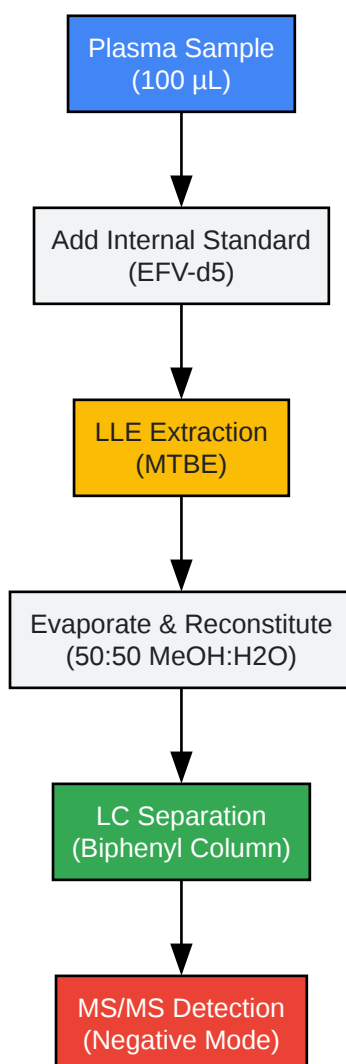 Plasma Sample
(100 µL)
Add Internal Standard
(EFV-d5)
LLE Extraction
(MTBE)
Evaporate & Reconstitute
(50:50 MeOH:H2O)
LC Separation
(Biphenyl Column)
MS/MS Detection
(Negative Mode)